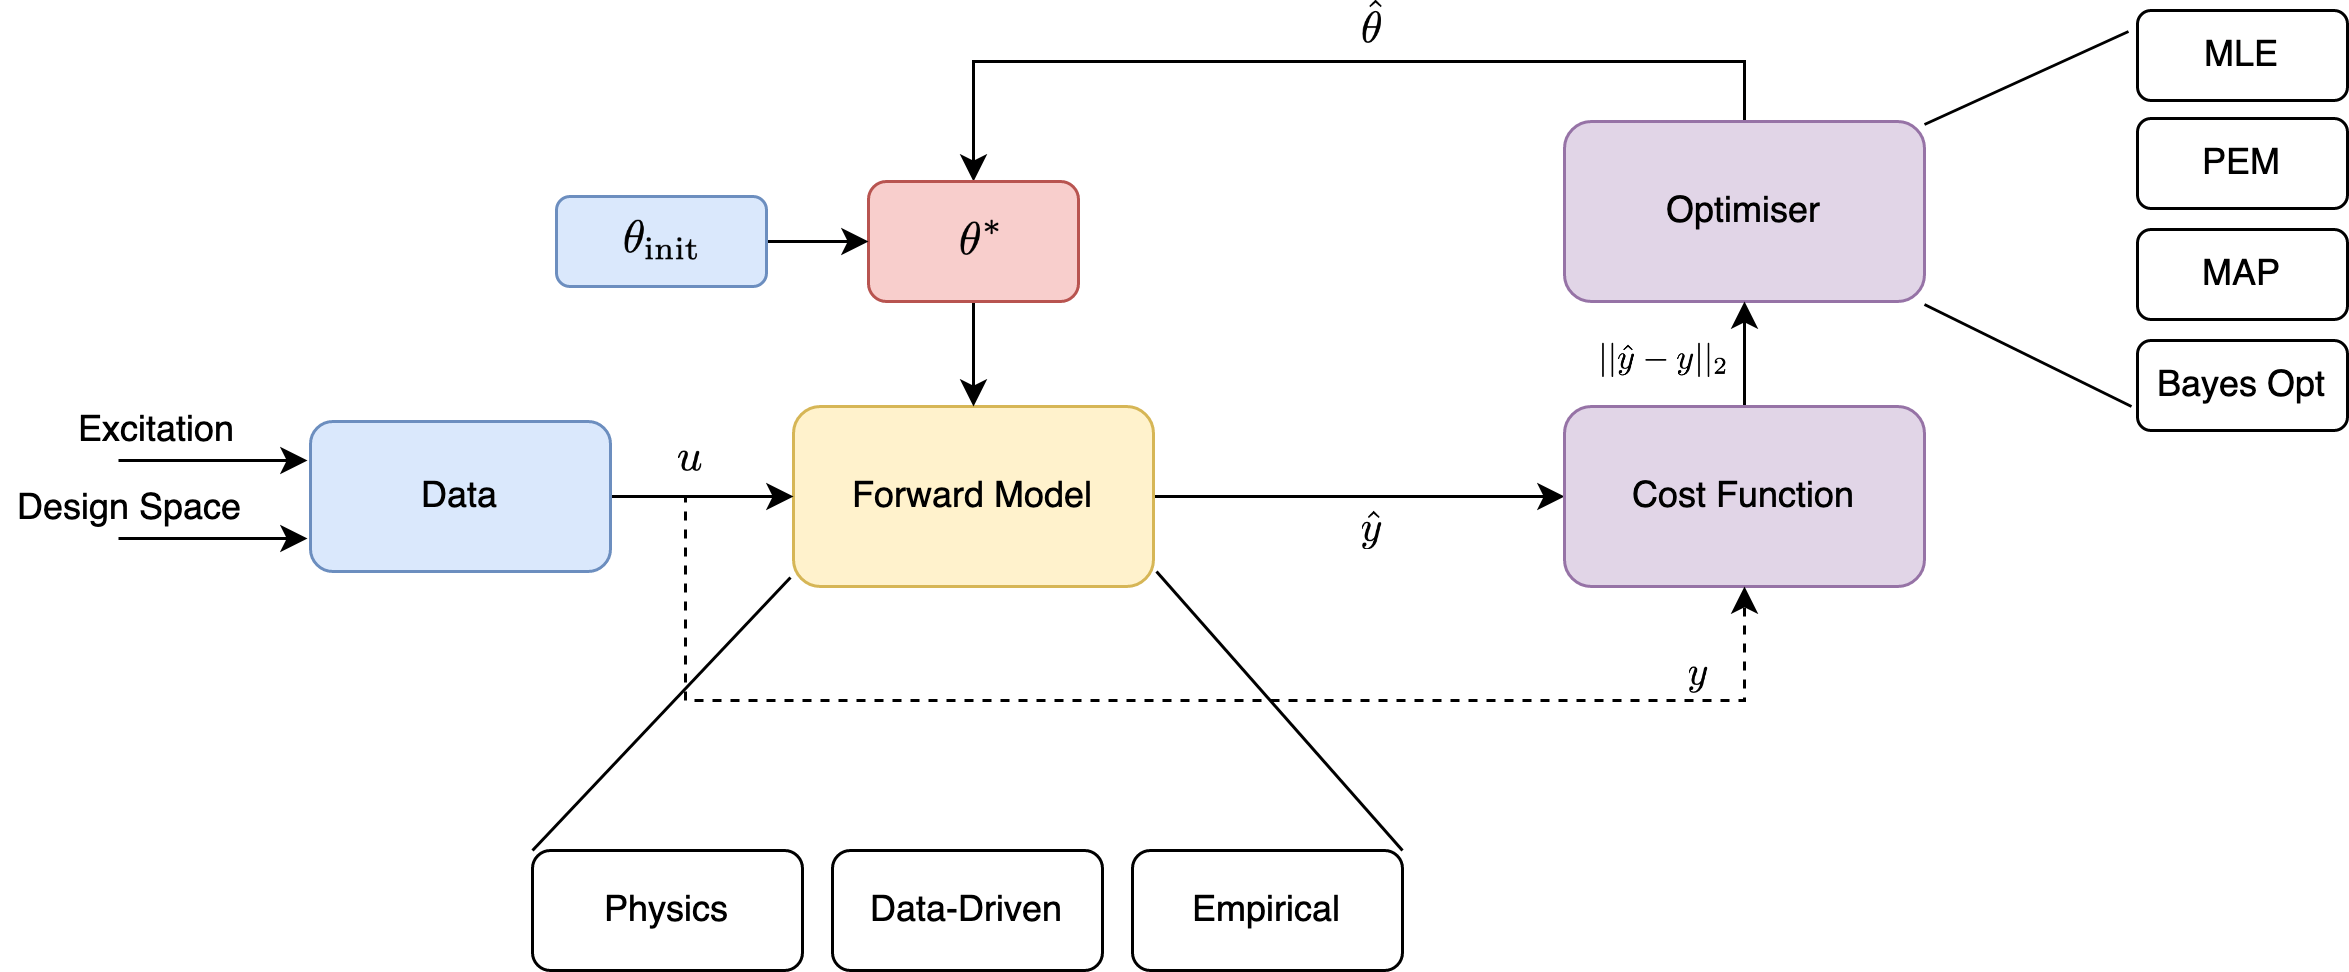 $\hat{\theta}$
MLE
PEM
MAP
Bayes Opt
Optimiser
$\theta_{\text{init}}$
$\theta^*$
$||\hat{y} - y||_2$
Excitation
Design Space
Data
$u$
Forward Model
$\hat{y}$
Cost Function
$y$
Physics
Data-Driven
Empirical